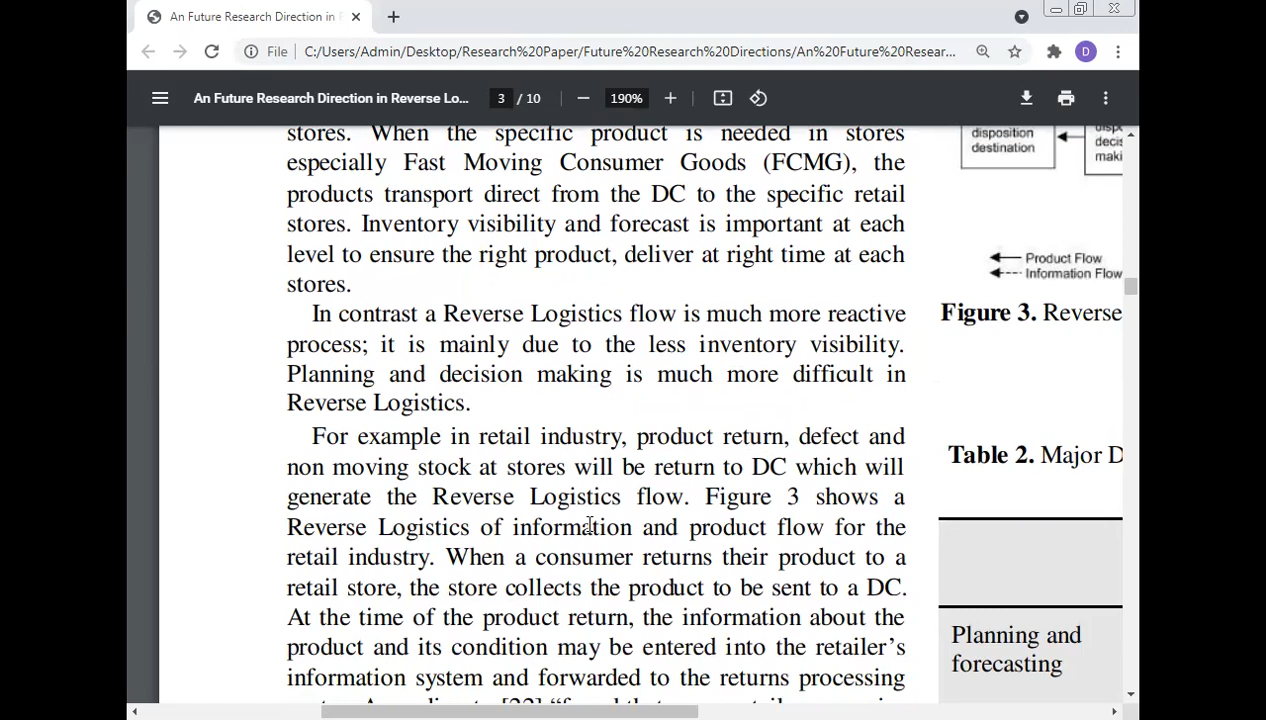 An Future Research Direction in R
File C:/Users/Admin/Desktop/Research%20Paper/Future%20Research%20Directions/An%20Future%20Resear...
D
An Future Research Direction in Reverse Lo...
3 / 10
190%
stores. When the specific product is needed in stores
especially Fast Moving Consumer Goods (FCMG), the
products transport direct from the DC to the specific retail
stores. Inventory visibility and forecast is important at each
level to ensure the right product, deliver at right time at each
stores.
In contrast a Reverse Logistics flow is much more reactive
process; it is mainly due to the less inventory visibility.
Planning and decision making is much more difficult in
Reverse Logistics.
For example in retail industry, product return, defect and
non moving stock at stores will be return to DC which will
generate the Reverse Logistics flow. Figure 3 shows a
Reverse Logistics of information and product flow for the
retail industry. When a consumer returns their product to a
retail store, the store collects the product to be sent to a DC.
At the time of the product return, the information about the
product and its condition may be entered into the retailer's
information system and forwarded to the returns processing
disposition
destination
disp
decis
maki
Product Flow
Information Flow
Figure 3. Reverse
Table 2. Major D
Planning and
forecasting